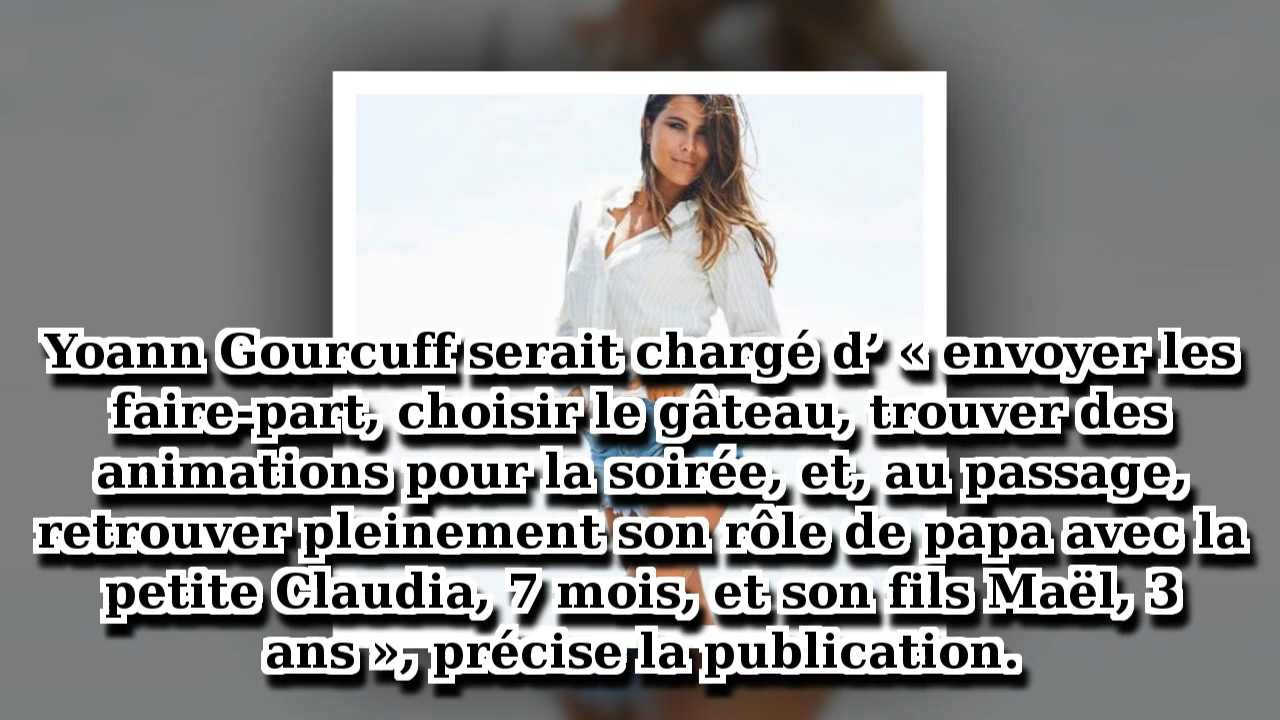 Yoann Gourcuff serait chargé d’ « envoyer les
faire-part, choisir le gâteau, trouver des
animations pour la soirée, et, au passage,
retrouver pleinement son rôle de papa avec la
petite Claudia, 7 mois, et son fils Maël, 3
ans », précise la publication.